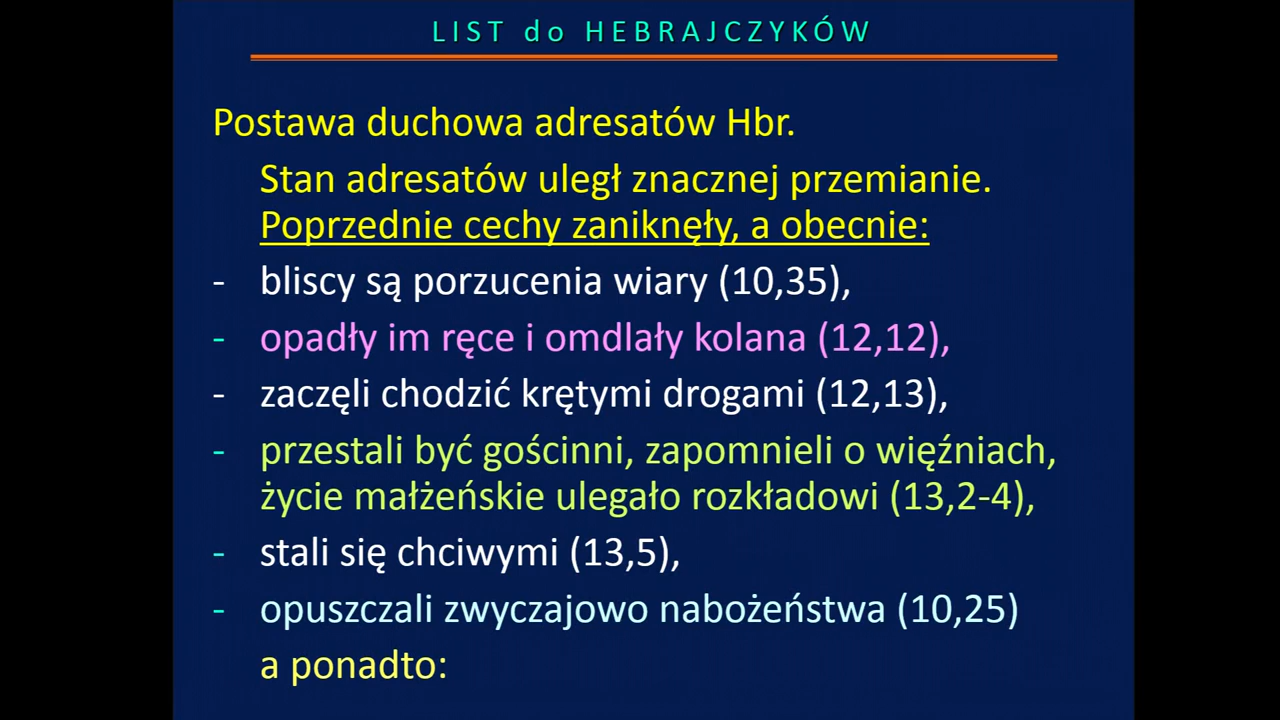 LIST do HEBRAJCZYKÓW
Postawa duchowa adresatów Hbr.
Stan adresatów uległ znacznej przemianie.
Poprzednie cechy zaniknęły, a obecnie:
- bliscy są porzucenia wiary (10,35),
- opadły im ręce i omdlały kolana (12,12),
- zaczęli chodzić krętymi drogami (12,13),
- przestali być gościnni, zapomnieli o więźniach,
życie małżeńskie ulegało rozkładowi (13,2-4),
- stali się chciwymi (13,5),
- opuszczali zwyczajowo nabożeństwa (10,25)
a ponadto: